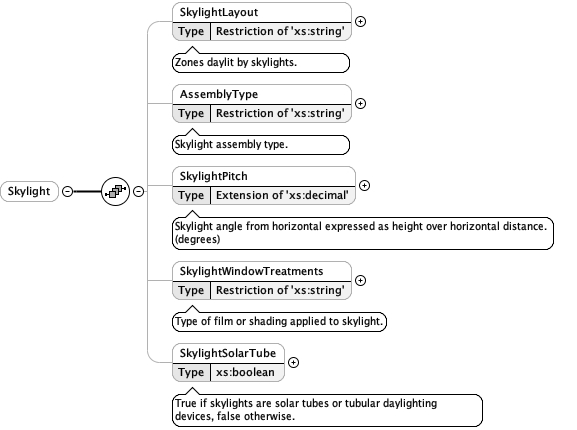 SkylightLayout
Type Restriction of 'xs:string'
Zones daylit by skylights.
AssemblyType
Type Restriction of 'xs:string'
Skylight assembly type.
Skylight
SkylightPitch
Type Extension of 'xs:decimal'
Skylight angle from horizontal expressed as height over horizontal distance.
(degrees)
SkylightWindowTreatments
Type Restriction of 'xs:string'
Type of film or shading applied to skylight.
SkylightSolarTube
Type xs:boolean
True if skylights are solar tubes or tubular daylighting
devices, false otherwise.